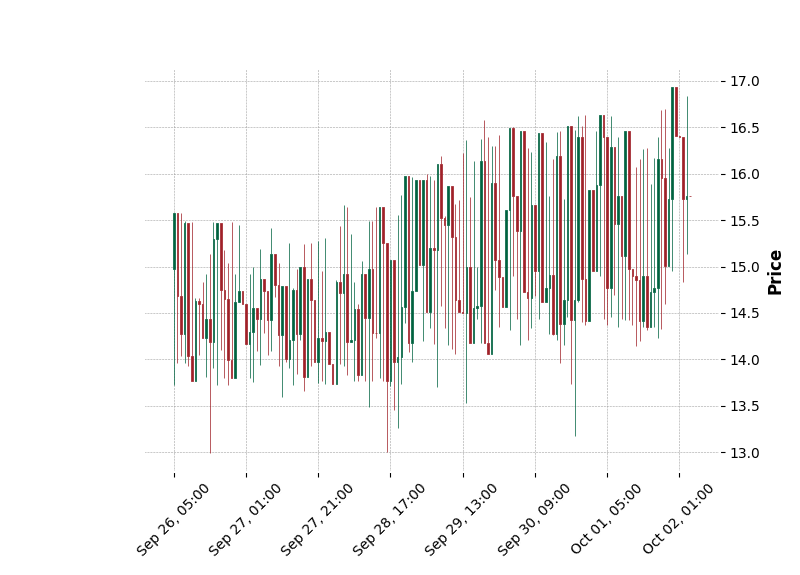 17.0
16.5
16.0
15.5
15.0
14.5
14.0
13.5
13.0
Price
Sep 26, 05:00
Sep 27, 01:00
Sep 27, 21:00
Sep 28, 17:00
Sep 29, 13:00
Sep 30, 09:00
Oct 01, 05:00
Oct 02, 01:00